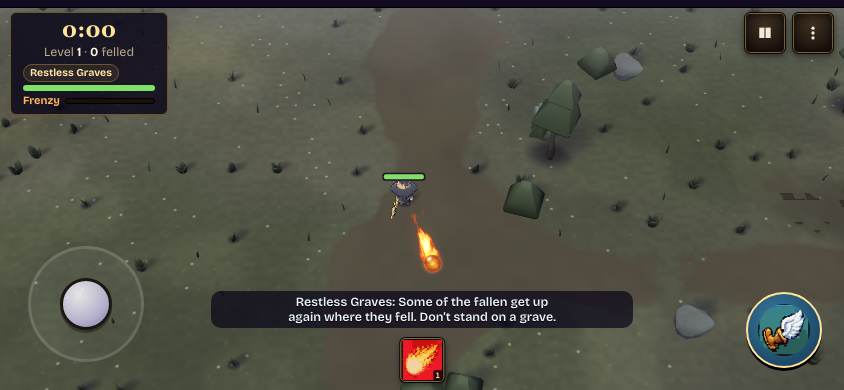 0:00
Level 1 · 0 felled
Restless Graves
Frenzy
Restless Graves: Some of the fallen get up
again where they fell. Don't stand on a grave.
1